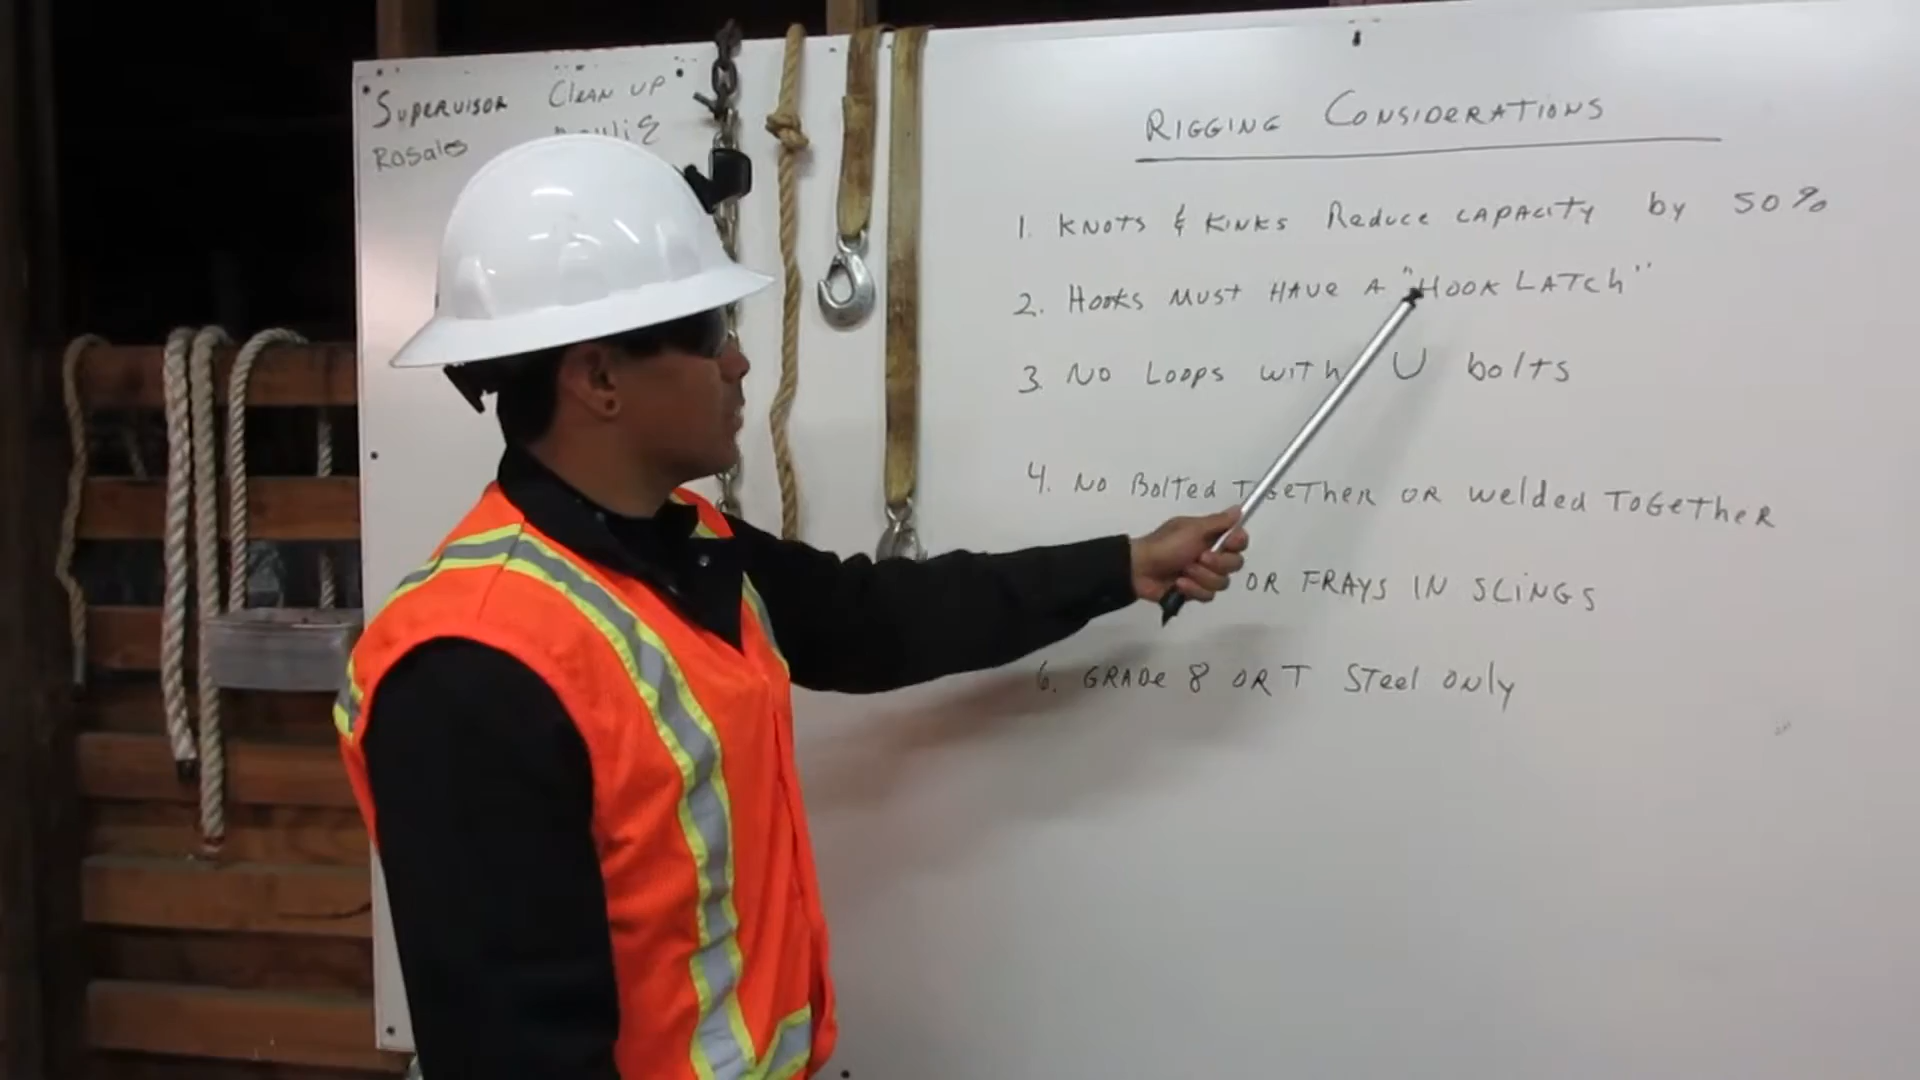 Supervisor Clean up
Rosales
Rigging Considerations
1. Knots & Kinks Reduce capacity by 50%
2. Hooks Must Have A "Hook Latch"
3. No Loops with U bolts
4. No Bolted Together or welded Together
or Frays in Slings
6. Grade 8 or T Steel only